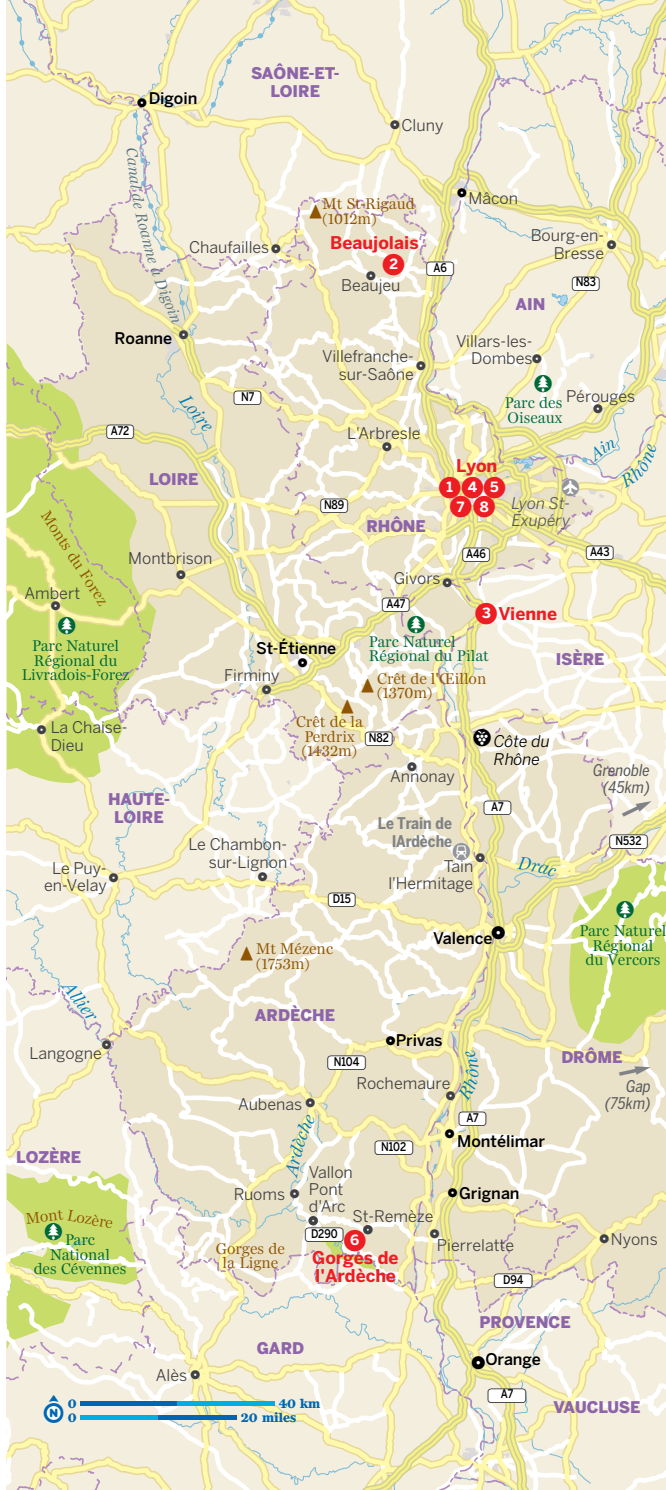 SAÔNE-ET-
LOIRE
Digoin
Cluny
Canal de Roanne à Digoin
Mt St-Rigaud
(1012m)
Mâcon
Chaufailles
Beaujolais
2
Beaujeu
A6
Bourg-en-
Bresse
N83
AIN
Roanne
Villefranche-
sur-Saône
Villars-les-
Dombes
Parc des
Oiseaux
Pérouges
N7
Loire
A72
L'Arbresle
Ain
Rhône
Lyon
1 4 5
7 8
LOIRE
N89
RHÔNE
Lyon St-
Exupéry
Monts du Forez
Montbrison
A46
A43
Givors
Ambert
A47
3 Vienne
Parc Naturel
Régional du
Livradois-Forez
St-Étienne
Parc Naturel
Régional du Pilat
ISÈRE
Firminy
Crêt de l'Œillon
(1370m)
Crêt de la
Perdrix
(1432m)
La Chaise-
Dieu
N82
Côte du
Rhône
Annonay
Grenoble
(45km)
HAUTE-
LOIRE
A7
Le Train de
lArdèche
N532
Le Chambon-
sur-Lignon
Le Puy-
en-Velay
Tain
l'Hermitage
Drac
D15
Valence
Parc Naturel
Régional
du Vercors
Mt Mézenc
(1753m)
Allier
ARDÈCHE
Langogne
Privas
DRÔME
N104
Rochemaure
Rhône
Gap
(75km)
Aubenas
A7
Ardèche
N102
Montélimar
LOZÈRE
Vallon
Pont
d'Arc
Ruoms
Grignan
Mont Lozère
Parc
National
des Cévennes
St-Remèze
D290
6
Gorges de
l'Ardèche
Gorges de
la Ligne
Pierrelatte
Nyons
D94
PROVENCE
GARD
Orange
Alès
A7
VAUCLUSE
N
0 40 km
0 20 miles